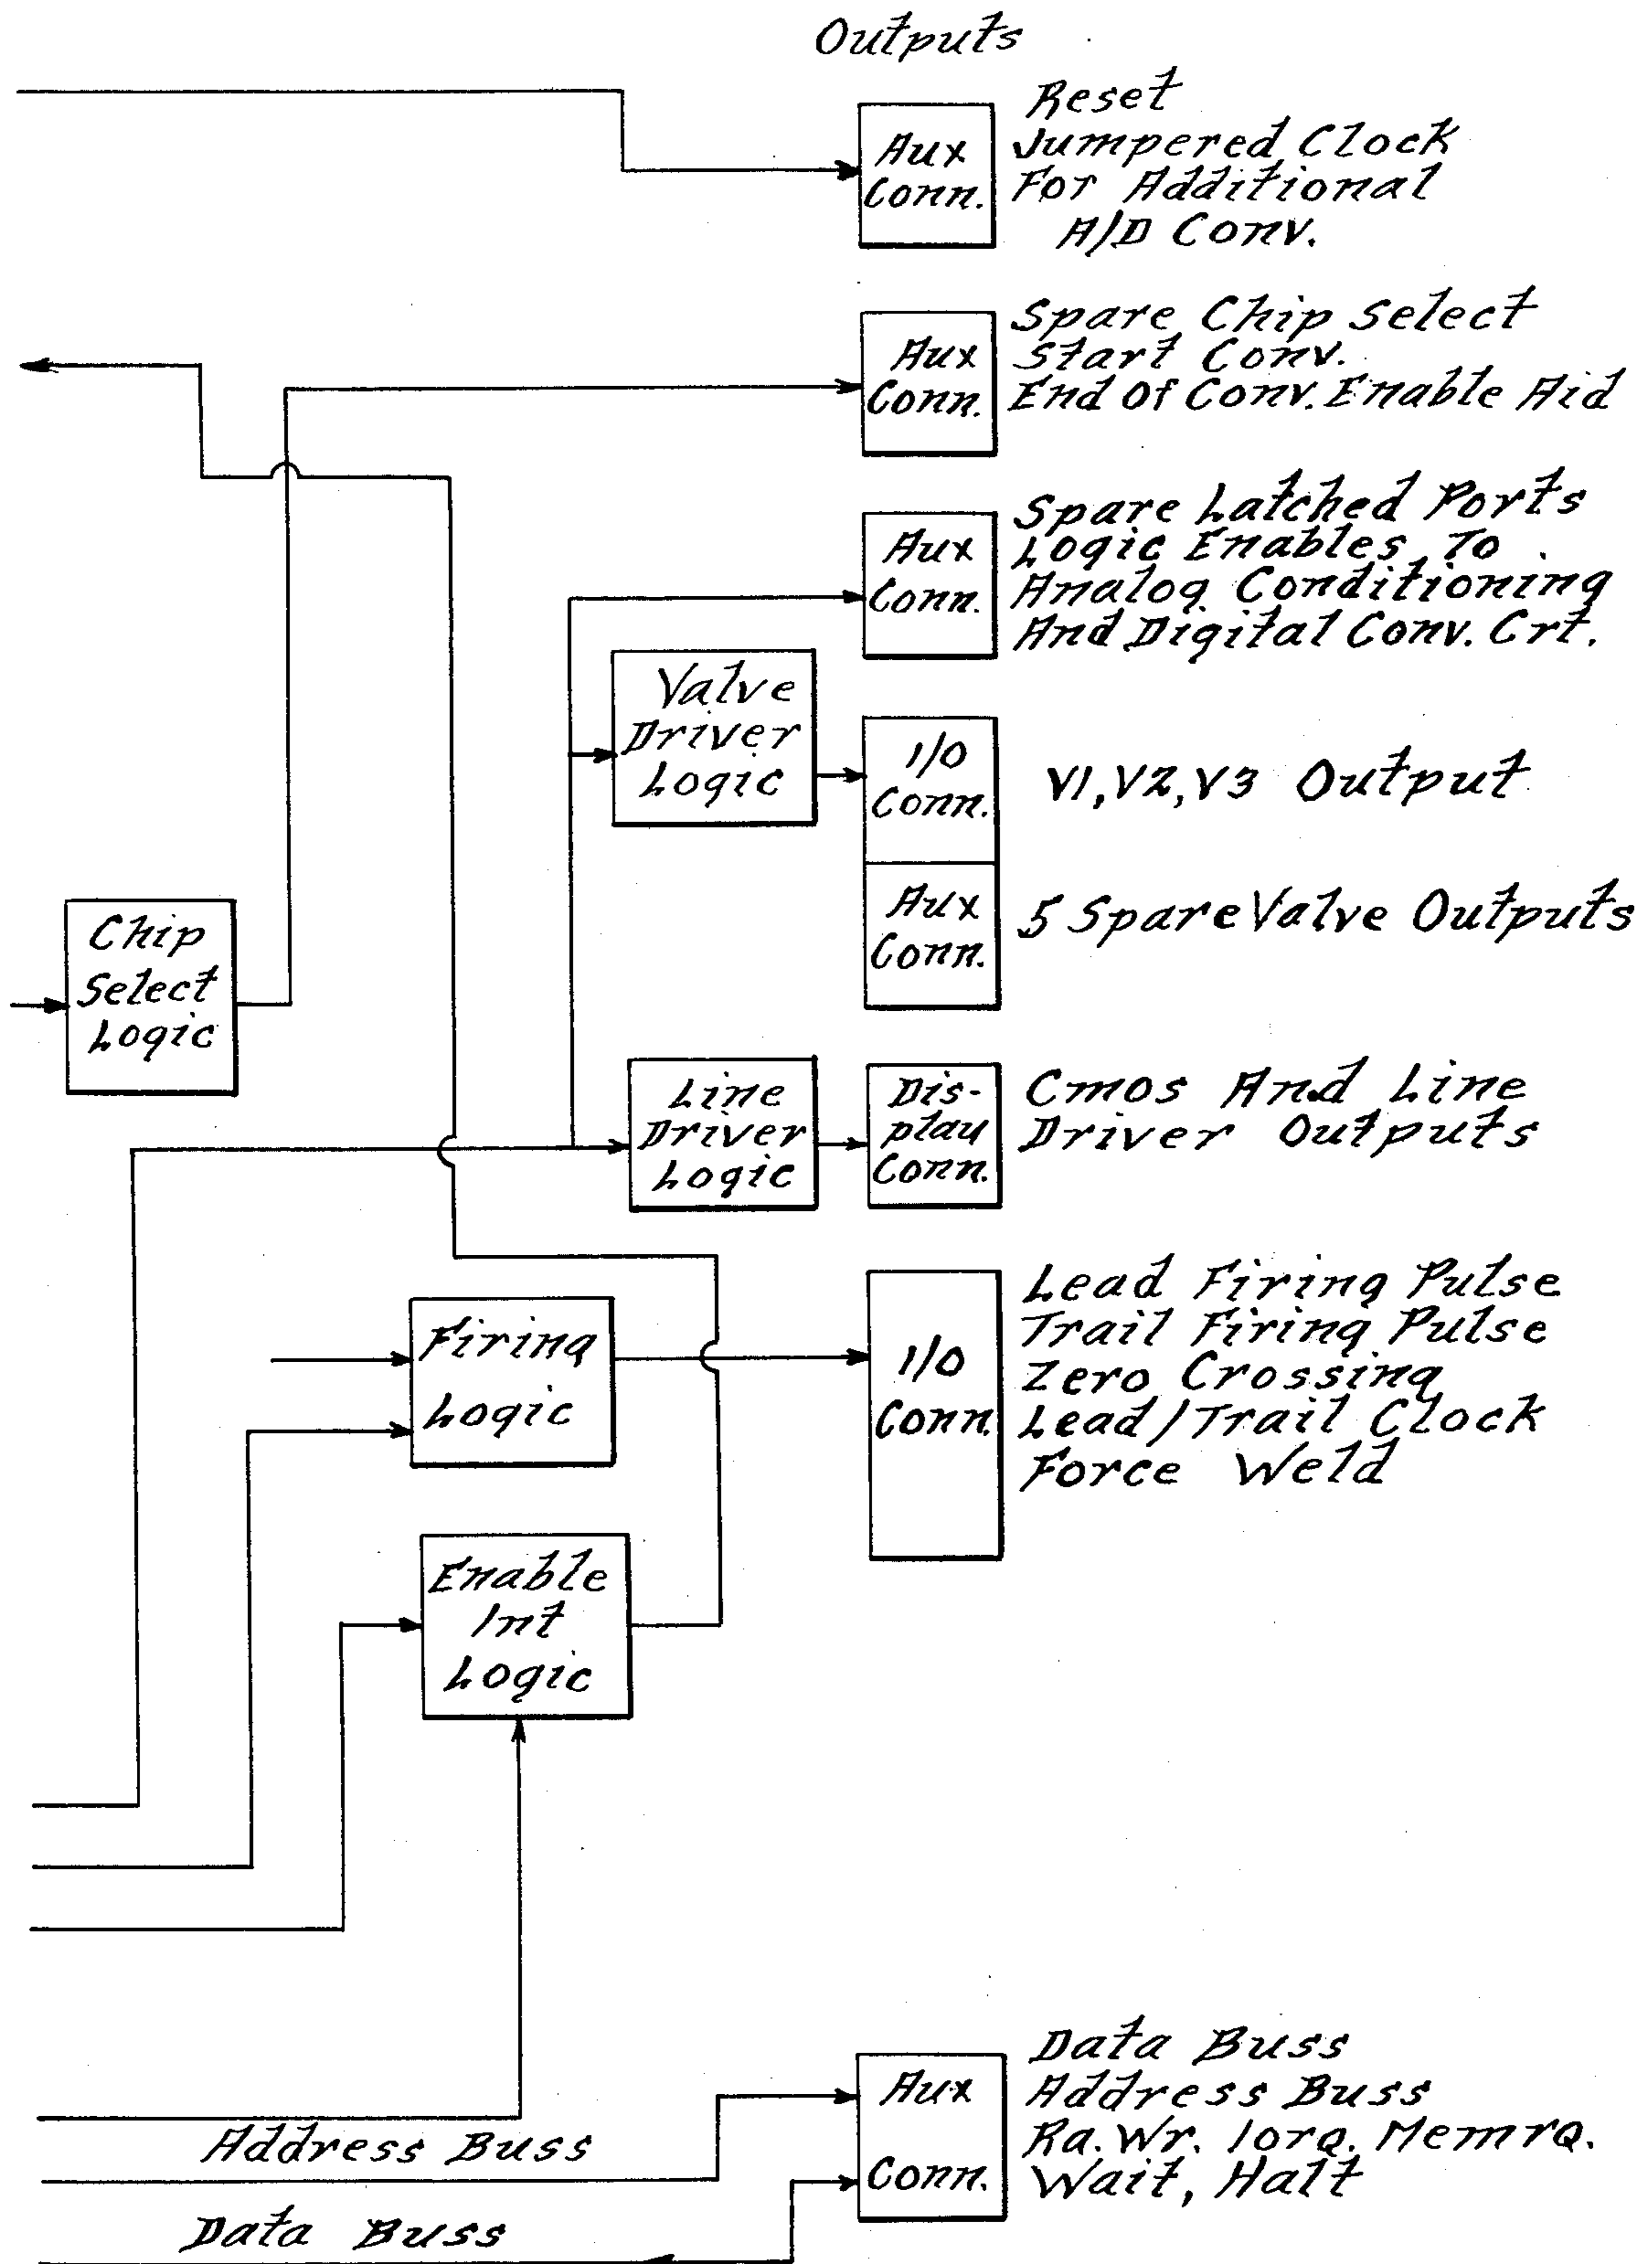 Outputs
Aux
Conn.
Reset
Jumpered Clock
For Additional
A/D Conv.
Aux
Conn.
Spare Chip Select
Start Conv.
End Of Conv. Enable Aid
Aux
Conn.
Spare Latched Ports
Logic Enables To
Analog Conditioning
And Digital Conv. Crt.
Valve
Driver
Logic
I/O
Conn.
V1, V2, V3 Output
Aux
Conn.
5 Spare Valve Outputs
Chip
Select
Logic
Line
Driver
Logic
Dis-
play
Conn.
Cmos And Line
Driver Outputs
Firing
Logic
I/O
Conn.
Lead Firing Pulse
Trail Firing Pulse
Zero Crossing
Lead/Trail Clock
Force Weld
Enable
Int
Logic
Address Buss
Data Buss
Aux
Conn.
Data Buss
Address Buss
Ra. Wr. Iorq. Memrq.
Wait, Halt